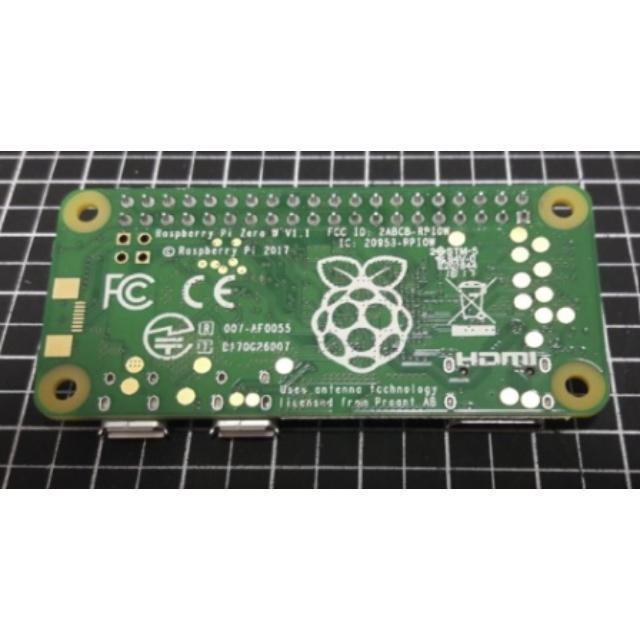 Raspberry Pi Zero W V1.1
FCC ID: 2ABCB-RPI0W
IC: 20953-RPI0W
© Raspberry Pi 2017
FC CE
R 007-AF0055
T
HDMI
Uses antenna technology
licensed from Proant AB